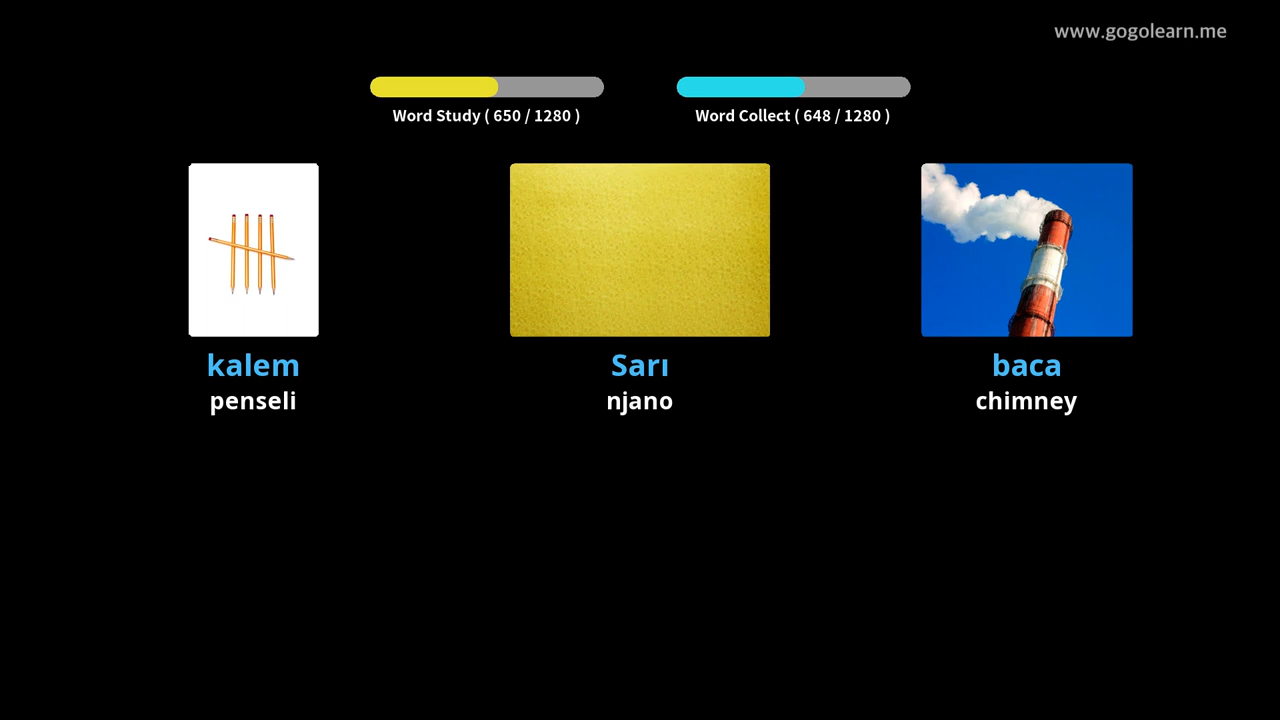 www.gogolearn.me
Word Study ( 650 / 1280 )
Word Collect ( 648 / 1280 )
kalem
penseli
Sarı
njano
baca
chimney